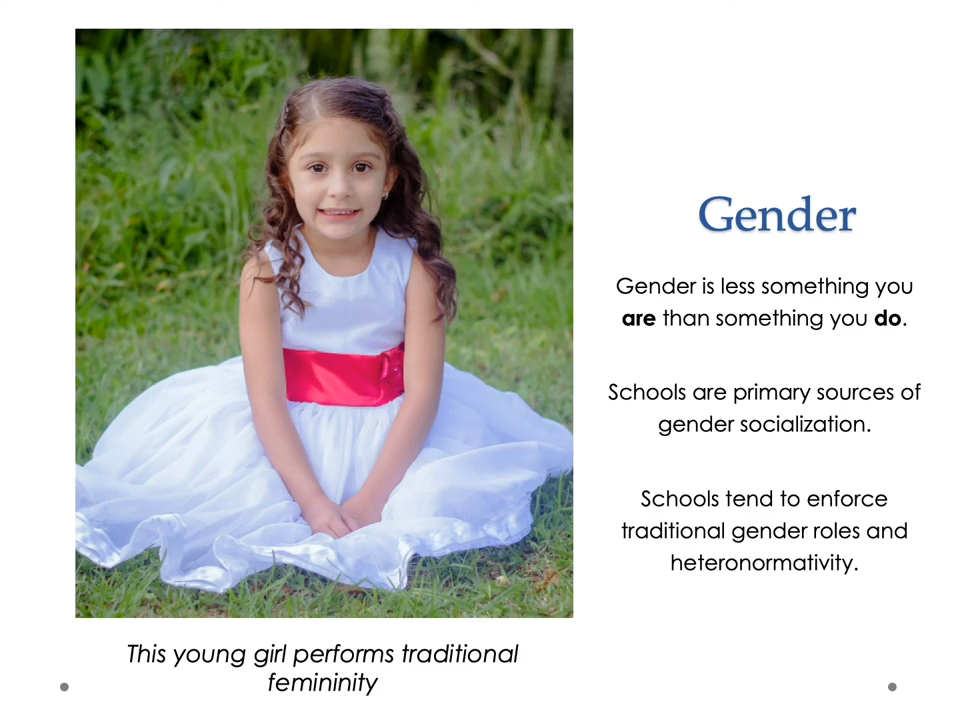 Gender
Gender is less something you
are than something you do.
Schools are primary sources of
gender socialization.
Schools tend to enforce
traditional gender roles and
heteronormativity.
This young girl performs traditional
femininity